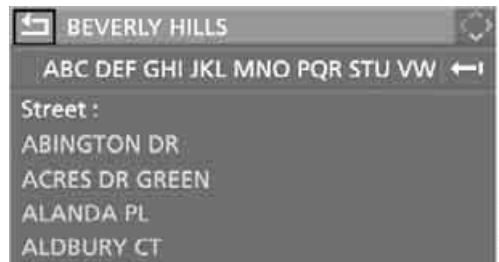 BEVERLY HILLS
ABC DEF GHI JKL MNO PQR STU VW
Street :
ABINGTON DR
ACRES DR GREEN
ALANDA PL
ALDBURY CT